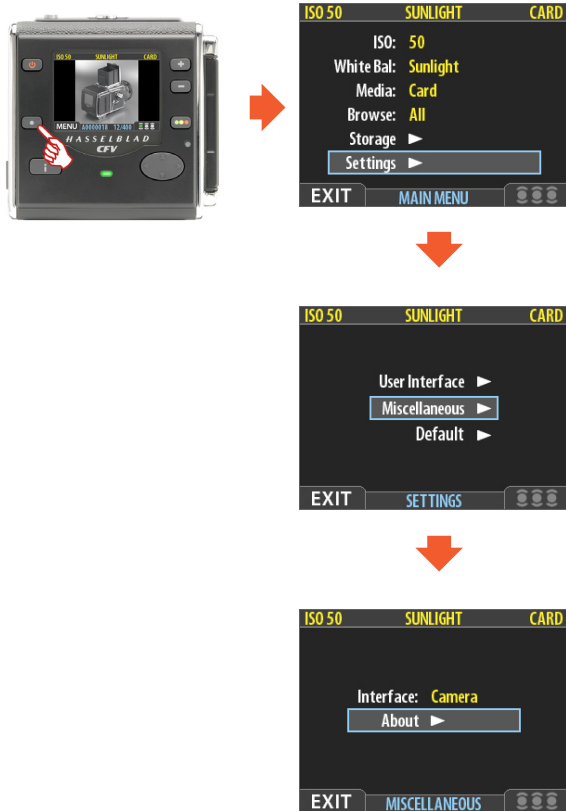 ISO 50 SUNLIGHT CARD
MENU A0000018 12/400
HASSELBLAD
CFV
i
ISO 50 SUNLIGHT CARD
ISO: 50
White Bal: Sunlight
Media: Card
Browse: All
Storage ►
Settings ►
EXIT MAIN MENU
ISO 50 SUNLIGHT CARD
User Interface ►
Miscellaneous ►
Default ►
EXIT SETTINGS
ISO 50 SUNLIGHT CARD
Interface: Camera
About ►
EXIT MISCELLANEOUS